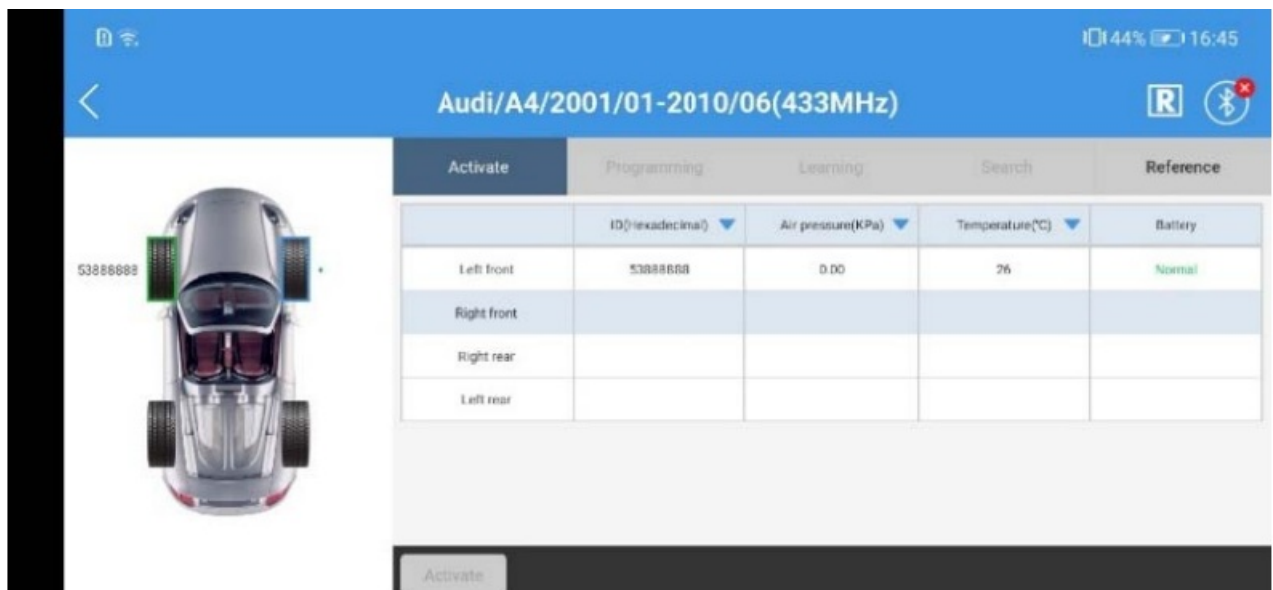 44% 16:45
Audi/A4/2001/01-2010/06(433MHz)
R
Activate Programming Learning Search Reference
ID(Hexadecimal) Air pressure(KPa) Temperature(°C) Battery
53888888
Left front 53888888 0.00 26 Normal
Right front
Right rear
Left rear
Activate